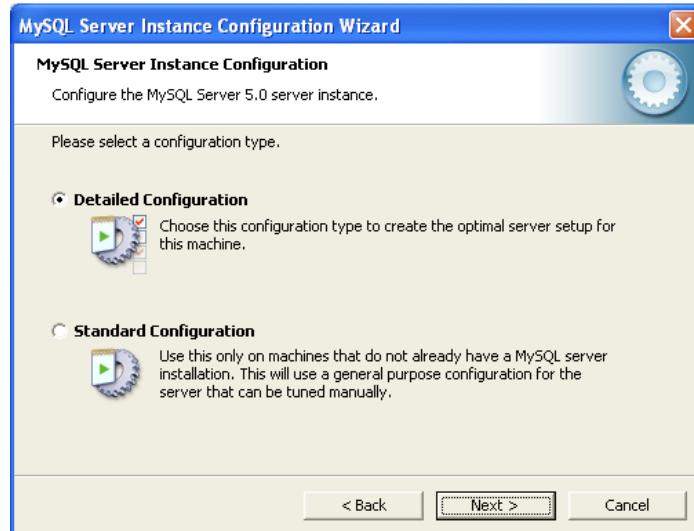 MySQL Server Instance Configuration Wizard
MySQL Server Instance Configuration
Configure the MySQL Server 5.0 server instance.
Please select a configuration type.
Detailed Configuration
Choose this configuration type to create the optimal server setup for
this machine.
Standard Configuration
Use this only on machines that do not already have a MySQL server
installation. This will use a general purpose configuration for the
server that can be tuned manually.
< Back
Next >
Cancel